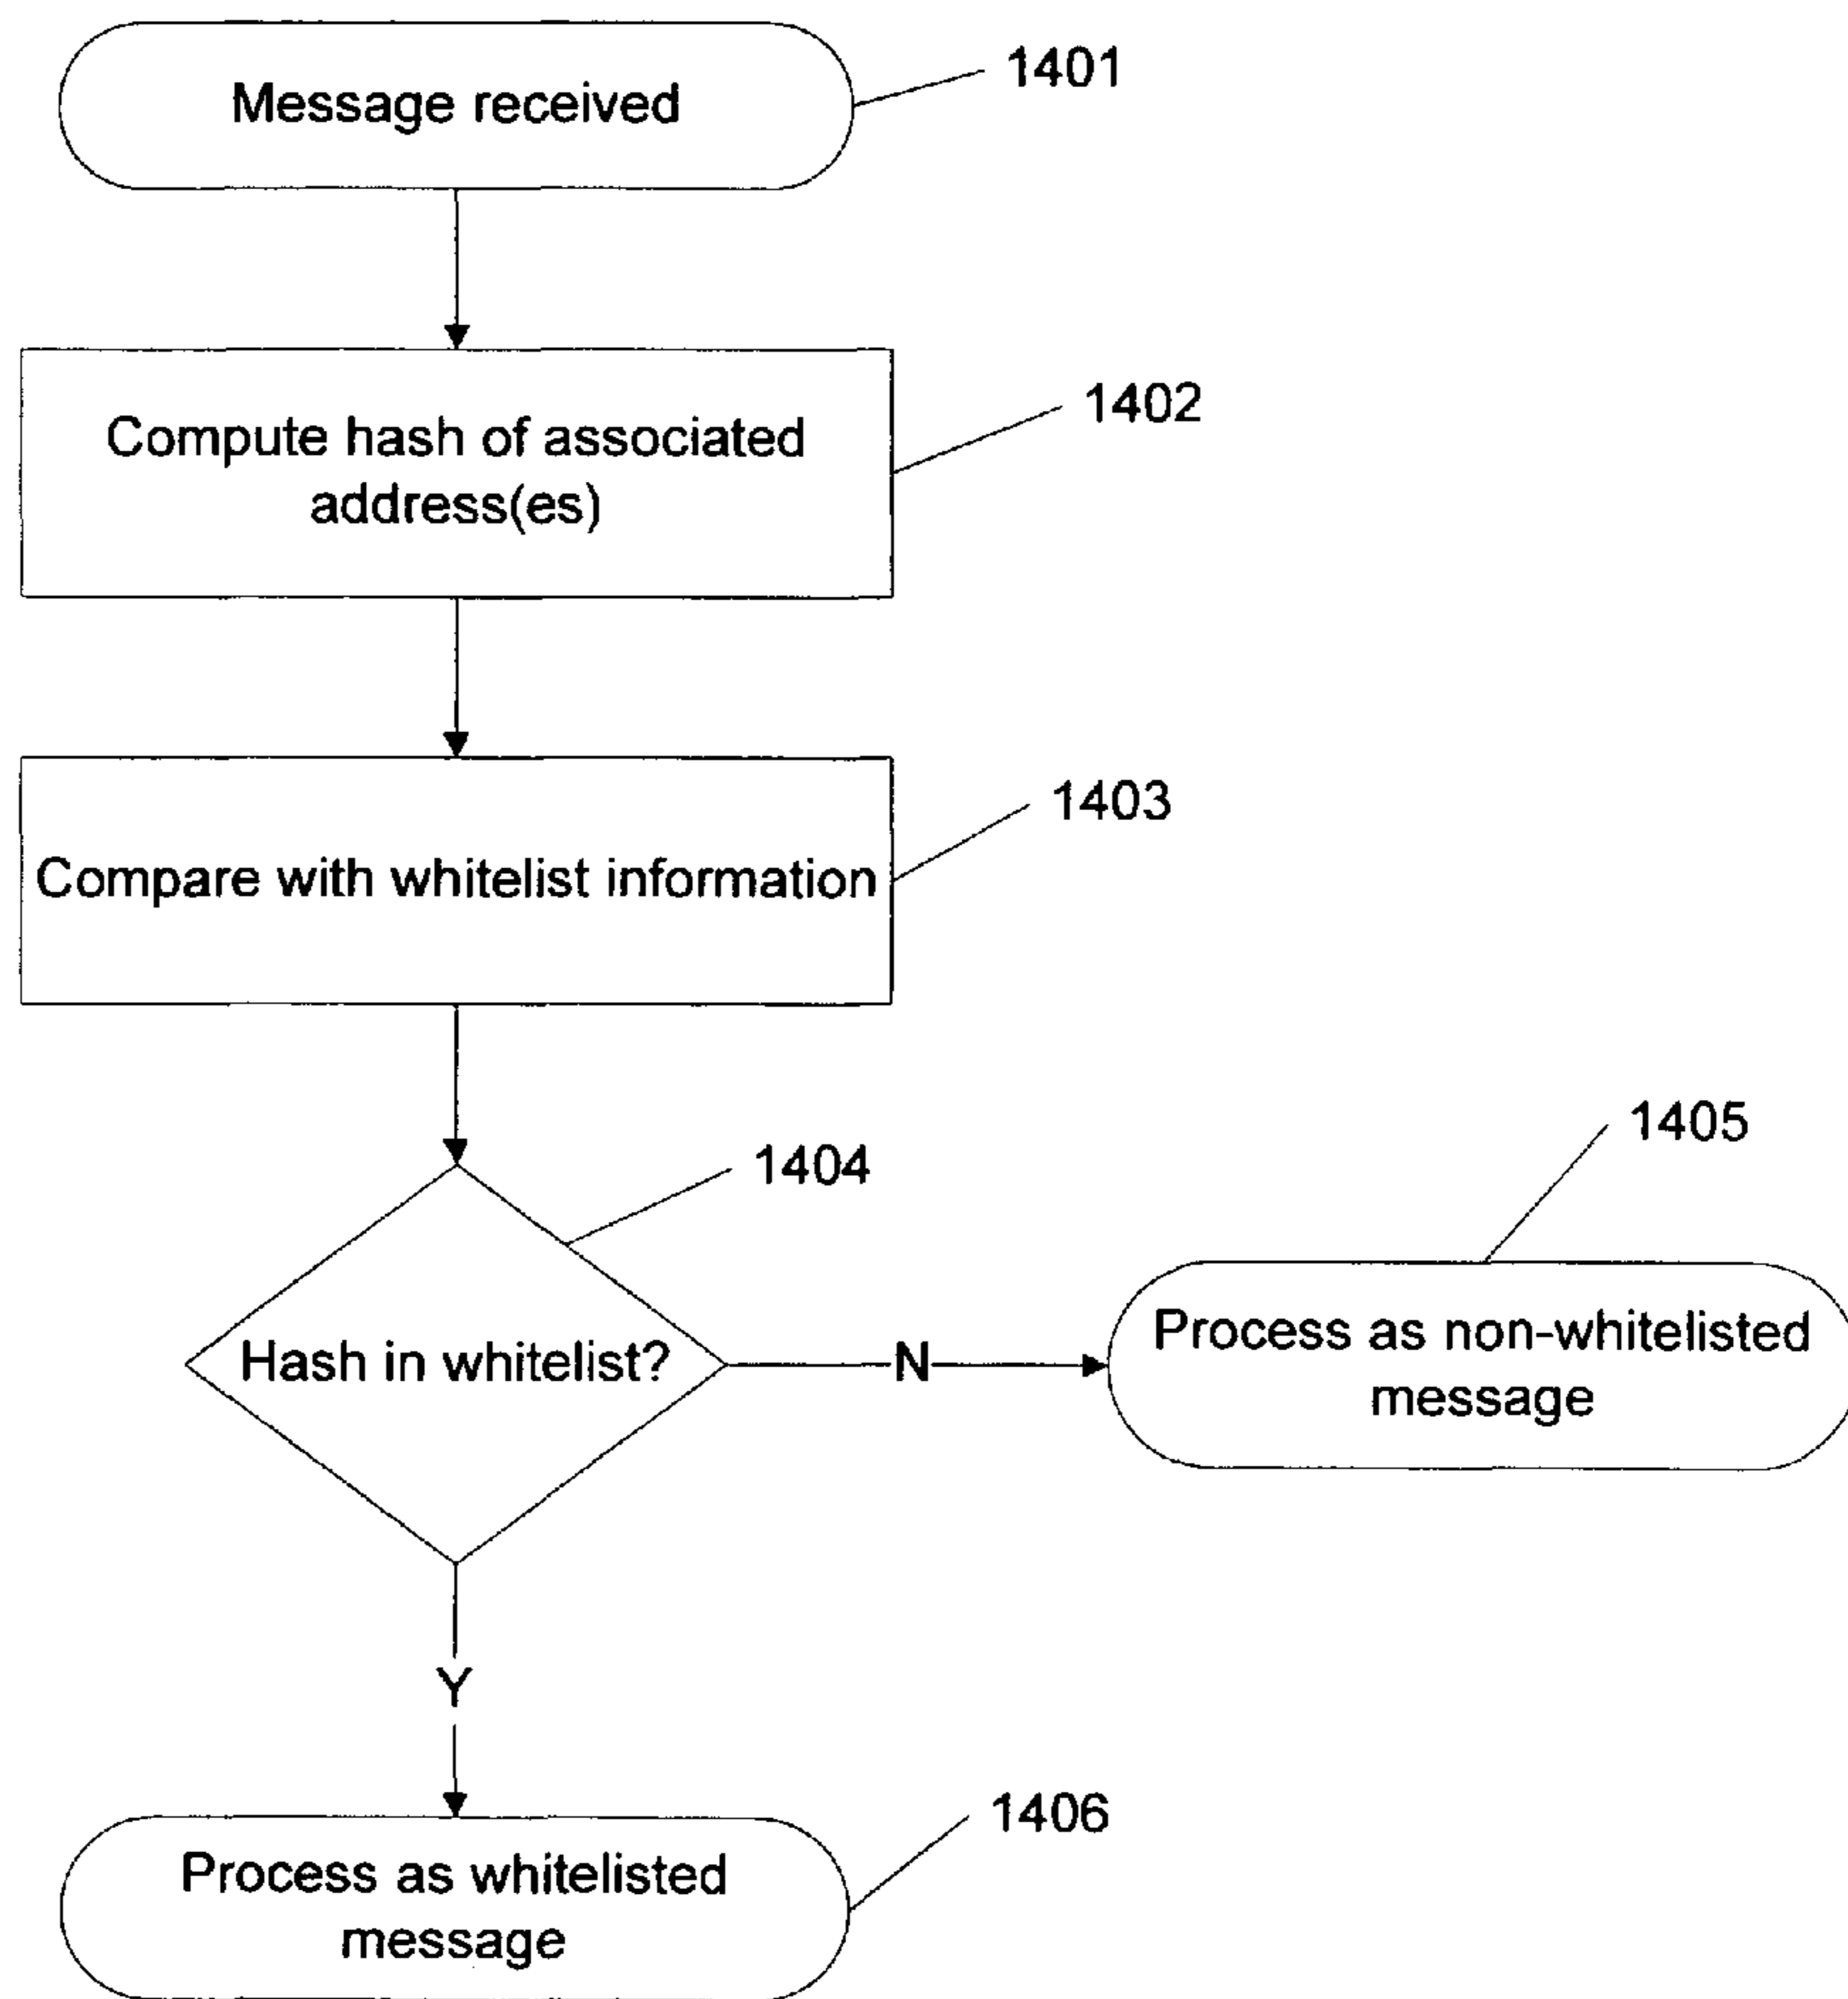 Message received
1401
Compute hash of associated
address(es)
1402
Compare with whitelist information
1403
Hash in whitelist?
1404
N
Process as non-whitelisted
message
1405
Y
Process as whitelisted
message
1406